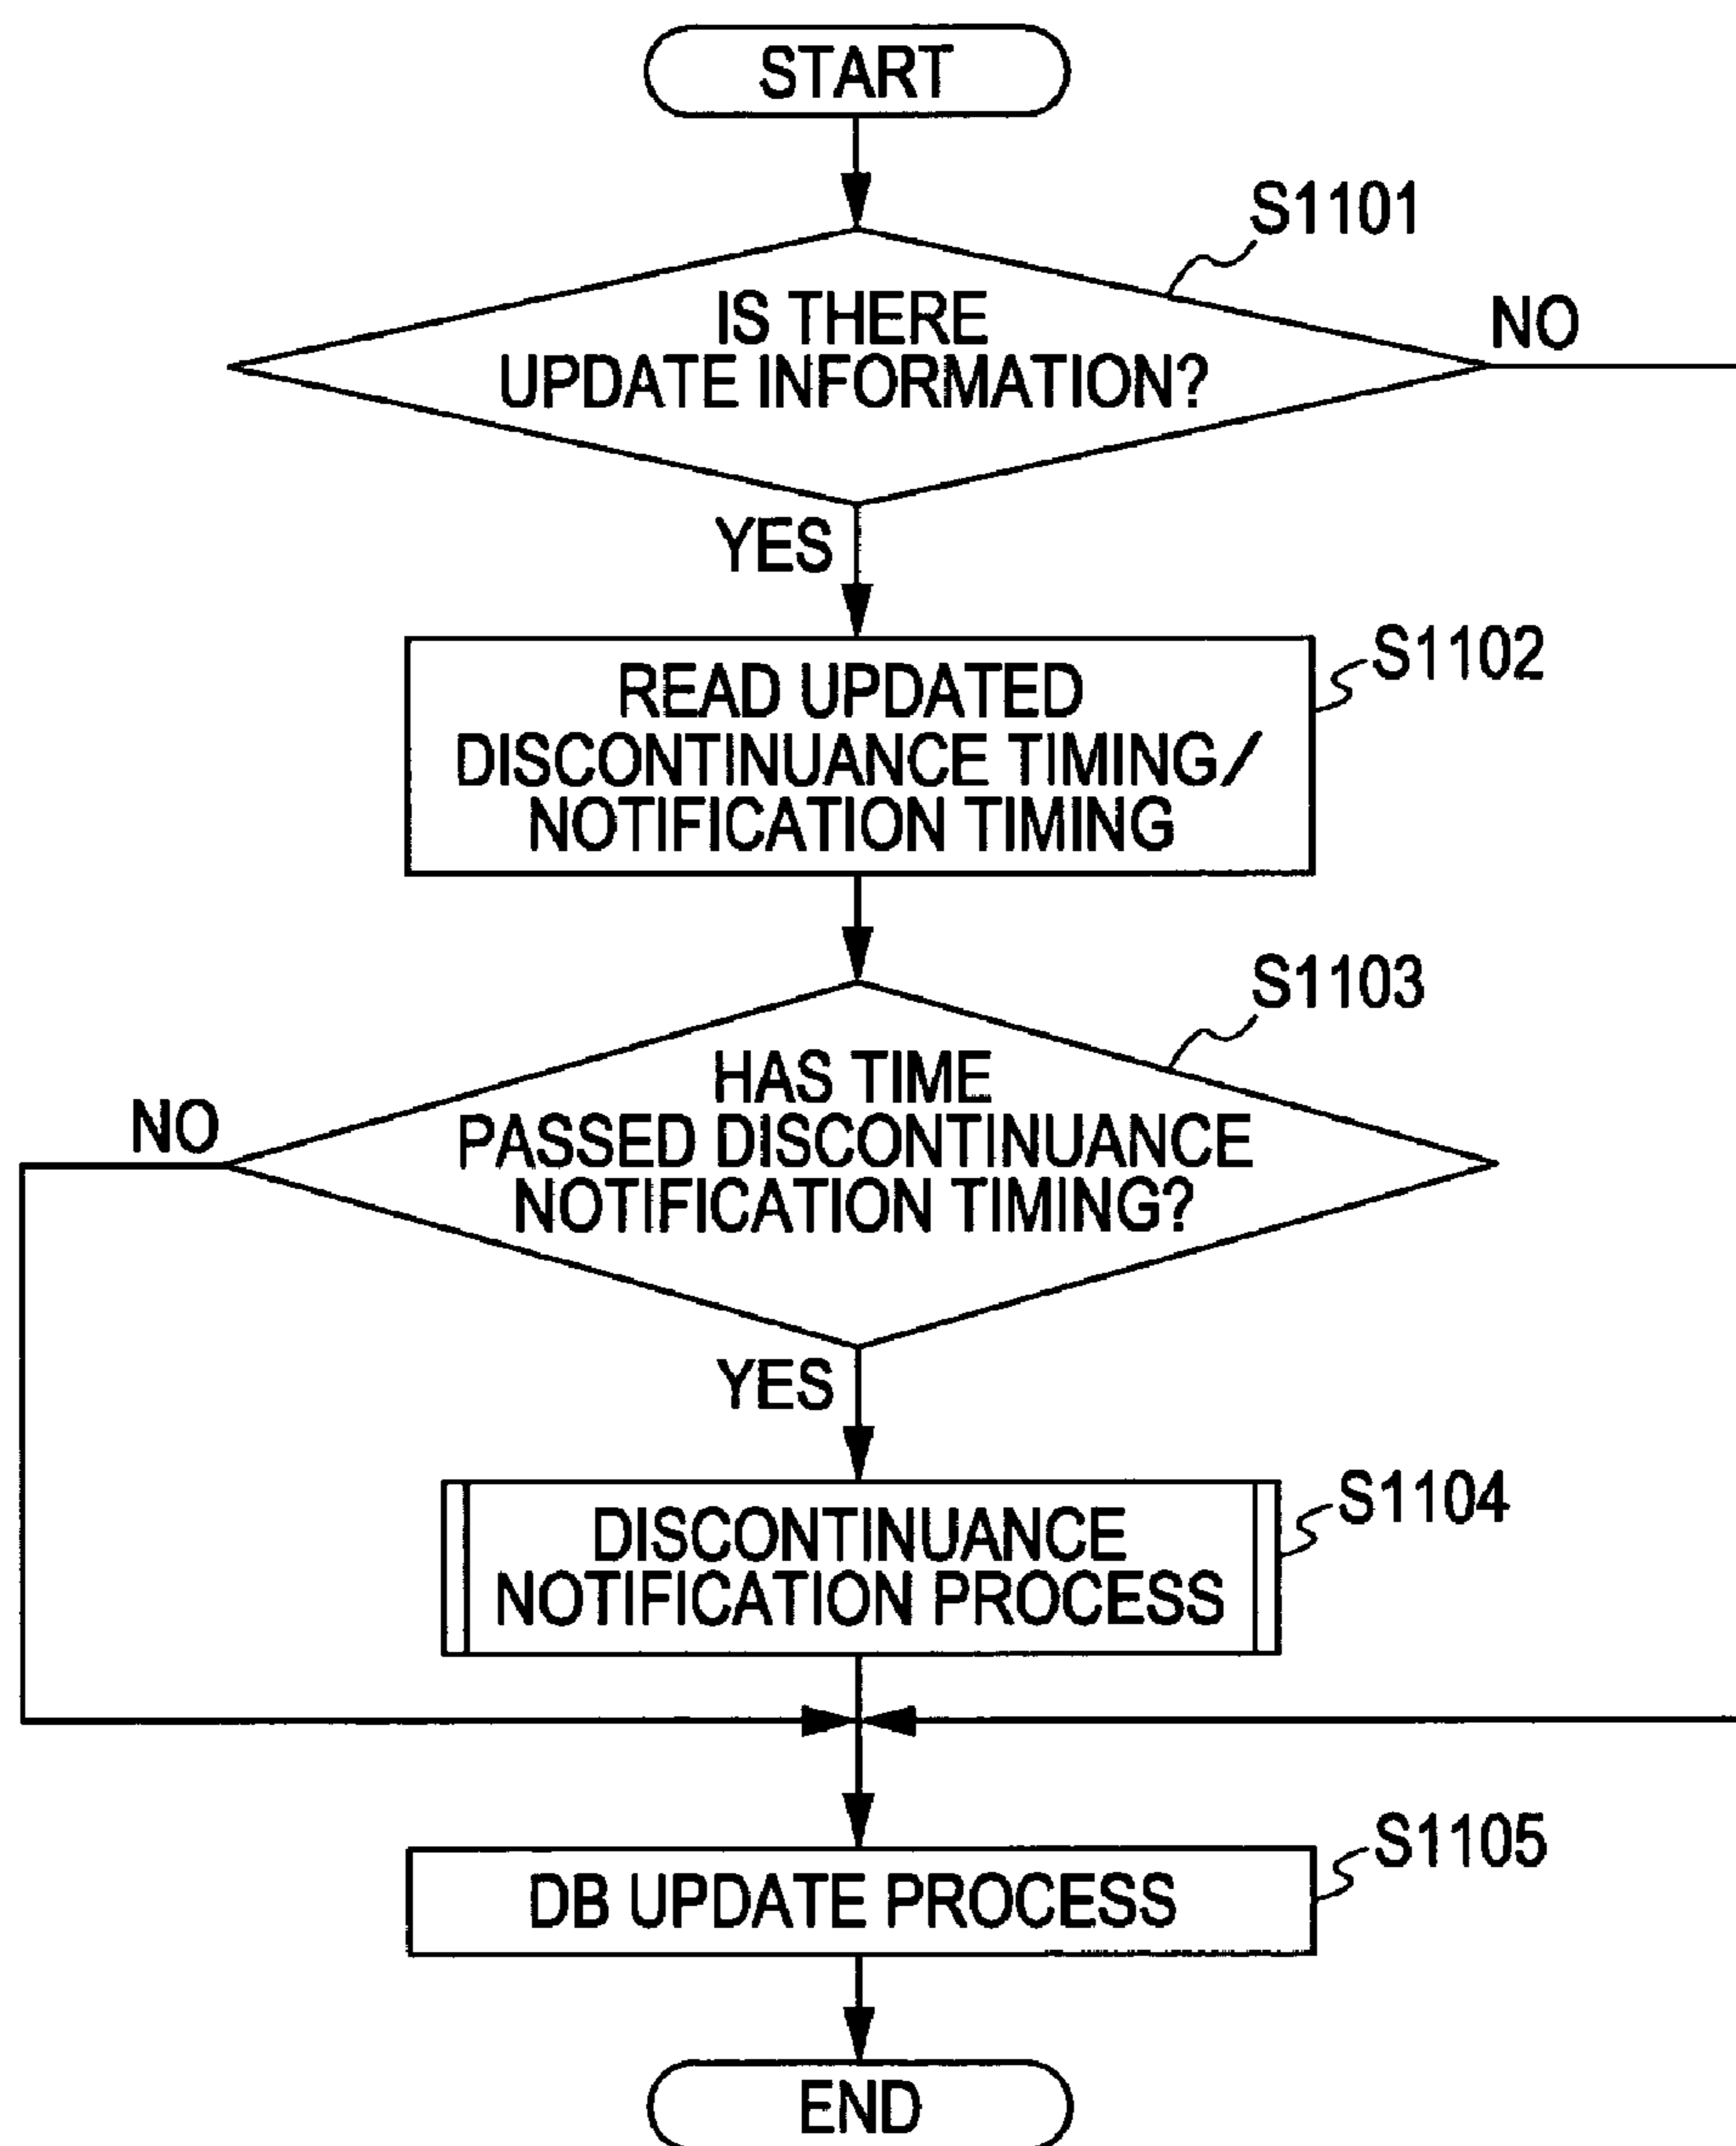 START
S1101
IS THERE
UPDATE INFORMATION?
NO
YES
S1102
READ UPDATED
DISCONTINUANCE TIMING/
NOTIFICATION TIMING
S1103
HAS TIME
PASSED DISCONTINUANCE
NOTIFICATION TIMING?
NO
YES
S1104
DISCONTINUANCE
NOTIFICATION PROCESS
S1105
DB UPDATE PROCESS
END